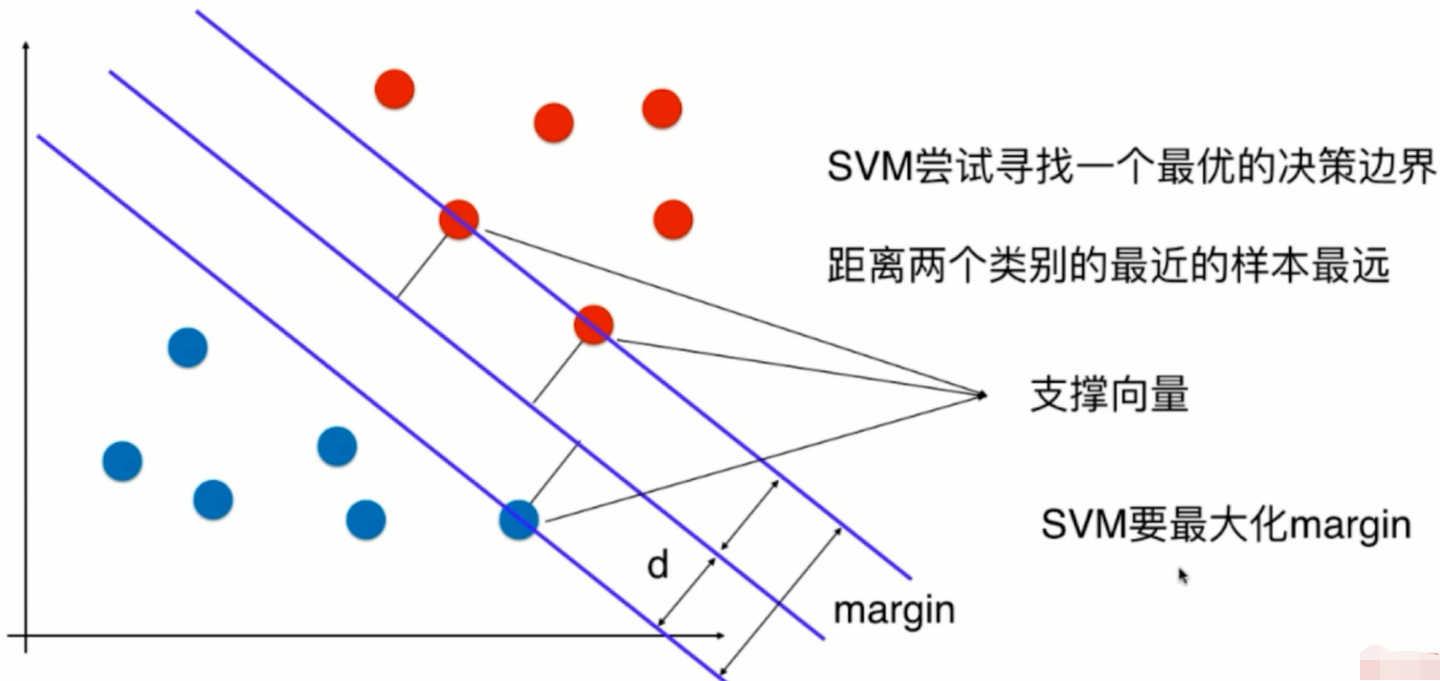 SVM尝试寻找一个最优的决策边界
距离两个类别的最近的样本最远
支撑向量
SVM要最大化margin
d
margin